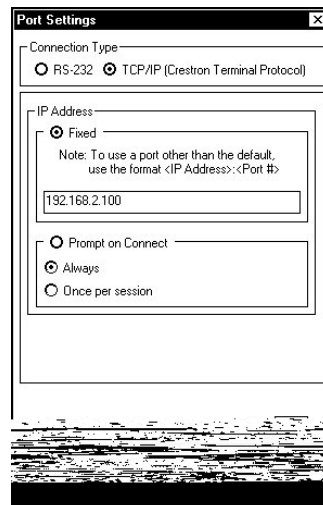 Port Settings
Connection Type
RS-232 TCP/IP (Crestron Terminal Protocol)
IP Address
Fixed
Note: To use a port other than the default,
use the format <IP Address>:<Port #>
192.168.2.100
Prompt on Connect
Always
Once per session